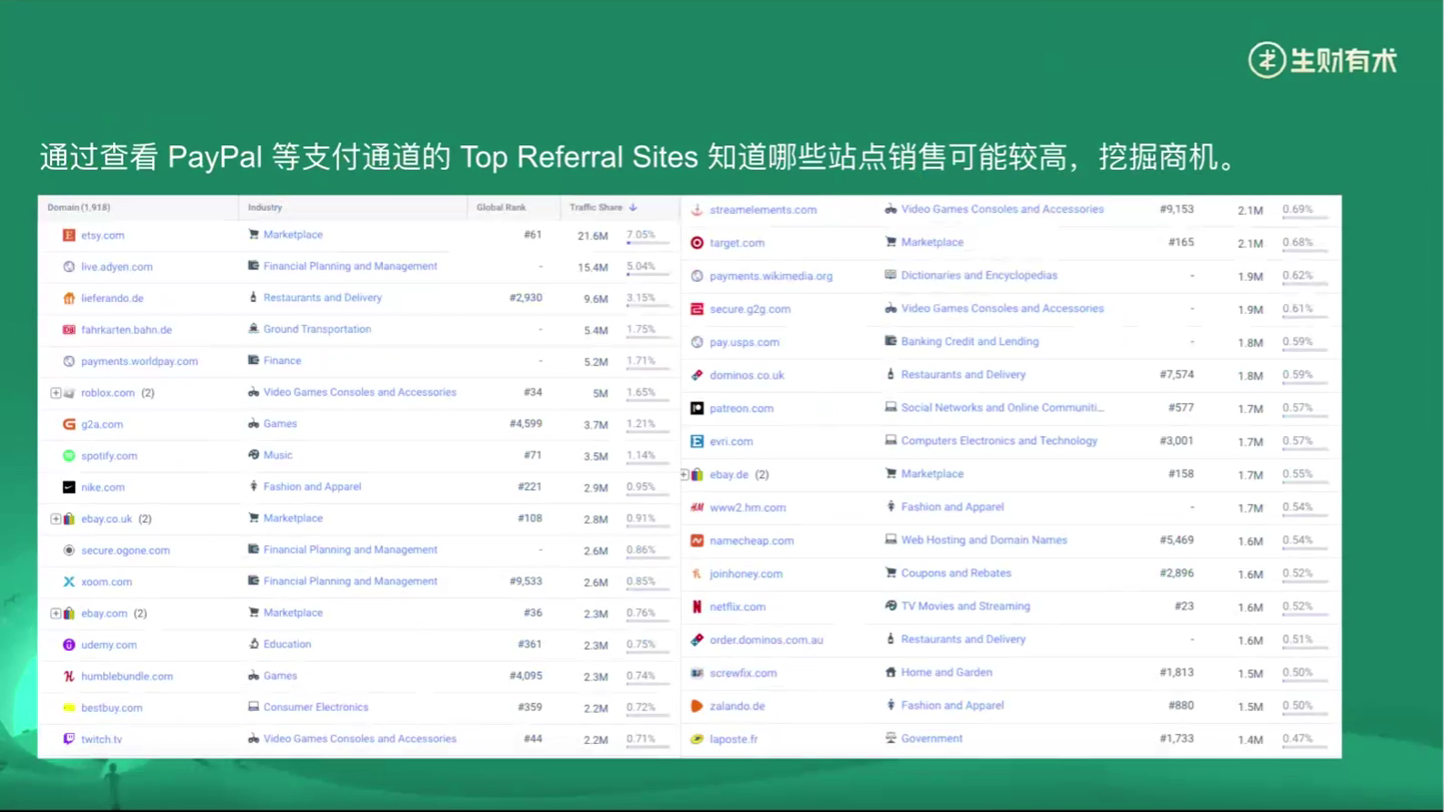 生财有术
通过查看 PayPal 等支付通道的 Top Referral Sites 知道哪些站点销售可能较高，挖掘商机。
Domain (1,918) Industry Global Rank Traffic Share ↓
etsy.com Marketplace #61 21.6M 7.05%
live.adyen.com Financial Planning and Management - 15.4M 5.04%
lieferando.de Restaurants and Delivery #2,930 9.6M 3.15%
fahrkarten.bahn.de Ground Transportation - 5.4M 1.75%
payments.worldpay.com Finance - 5.2M 1.71%
roblox.com (2) Video Games Consoles and Accessories #34 5M 1.65%
g2a.com Games #4,599 3.7M 1.21%
spotify.com Music #71 3.5M 1.14%
nike.com Fashion and Apparel #221 2.9M 0.95%
ebay.co.uk (2) Marketplace #108 2.8M 0.91%
secure.ogone.com Financial Planning and Management - 2.6M 0.86%
xoom.com Financial Planning and Management #9,533 2.6M 0.85%
ebay.com (2) Marketplace #36 2.3M 0.76%
udemy.com Education #361 2.3M 0.75%
humblebundle.com Games #4,095 2.3M 0.74%
bestbuy.com Consumer Electronics #359 2.2M 0.72%
twitch.tv Video Games Consoles and Accessories #44 2.2M 0.71%
streamelements.com Video Games Consoles and Accessories #9,153 2.1M 0.69%
target.com Marketplace #165 2.1M 0.68%
payments.wikimedia.org Dictionaries and Encyclopedias - 1.9M 0.62%
secure.g2g.com Video Games Consoles and Accessories - 1.9M 0.61%
pay.usps.com Banking Credit and Lending - 1.8M 0.59%
dominos.co.uk Restaurants and Delivery #7,574 1.8M 0.59%
patreon.com Social Networks and Online Communiti... #577 1.7M 0.57%
evri.com Computers Electronics and Technology #3,001 1.7M 0.57%
ebay.de (2) Marketplace #158 1.7M 0.55%
www2.hm.com Fashion and Apparel - 1.7M 0.54%
namecheap.com Web Hosting and Domain Names #5,469 1.6M 0.54%
joinhoney.com Coupons and Rebates #2,896 1.6M 0.52%
netflix.com TV Movies and Streaming #23 1.6M 0.52%
order.dominos.com.au Restaurants and Delivery - 1.6M 0.51%
screwfix.com Home and Garden #1,813 1.5M 0.50%
zalando.de Fashion and Apparel #880 1.5M 0.50%
laposte.fr Government #1,733 1.4M 0.47%